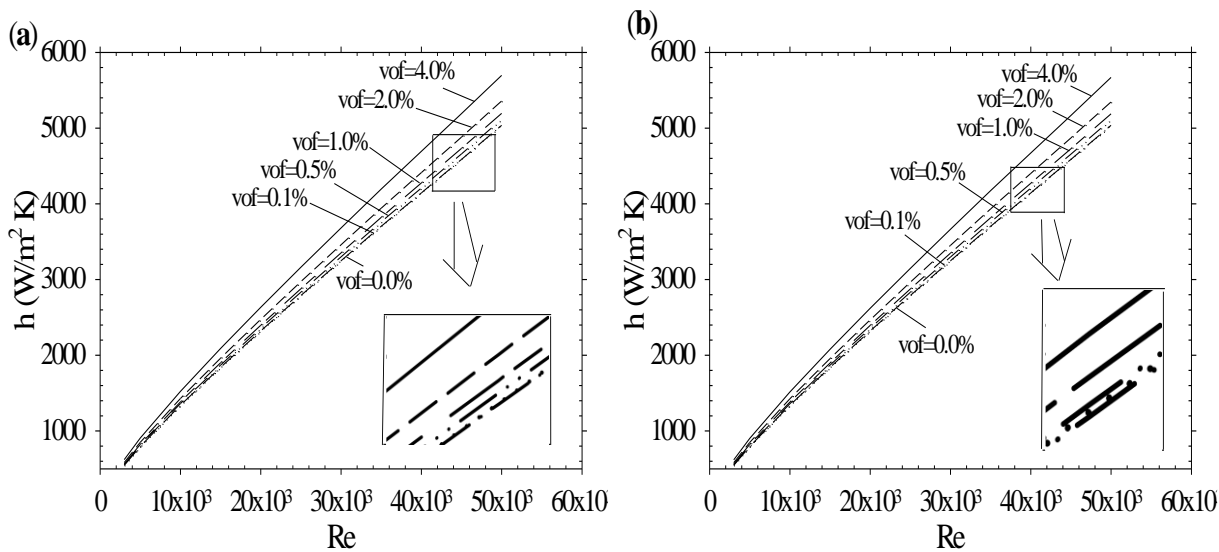 (a)
6000
5000
4000
3000
2000
1000
h (W/m² K)
vof=4.0%
vof=2.0%
vof=1.0%
vof=0.5%
vof=0.1%
vof=0.0%
0 10x10³ 20x10³ 30x10³ 40x10³ 50x10³ 60x10³
Re
(b)
6000
5000
4000
3000
2000
1000
h (W/m² K)
vof=4.0%
vof=2.0%
vof=1.0%
vof=0.5%
vof=0.1%
vof=0.0%
0 10x10³ 20x10³ 30x10³ 40x10³ 50x10³ 60x10
Re